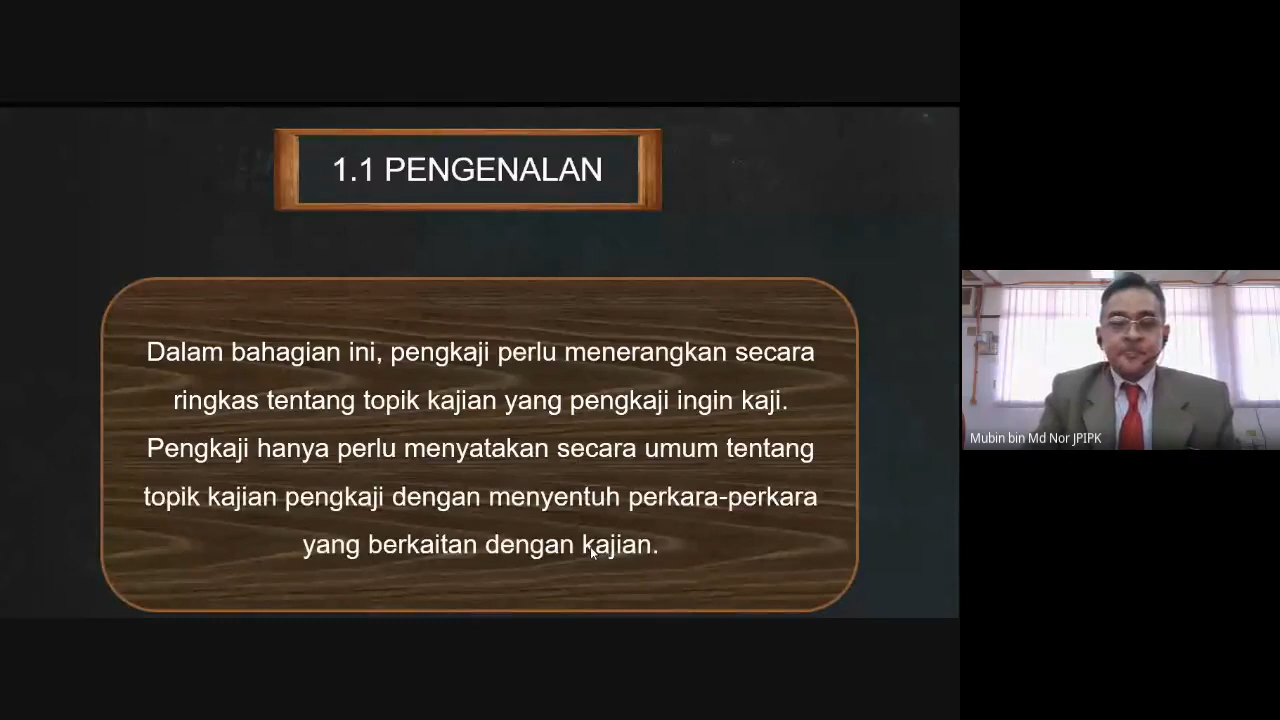 1.1 PENGENALAN
Dalam bahagian ini, pengkaji perlu menerangkan secara
ringkas tentang topik kajian yang pengkaji ingin kaji.
Pengkaji hanya perlu menyatakan secara umum tentang
topik kajian pengkaji dengan menyentuh perkara-perkara
yang berkaitan dengan kajian.
Mubin bin Md Nor JPIPK